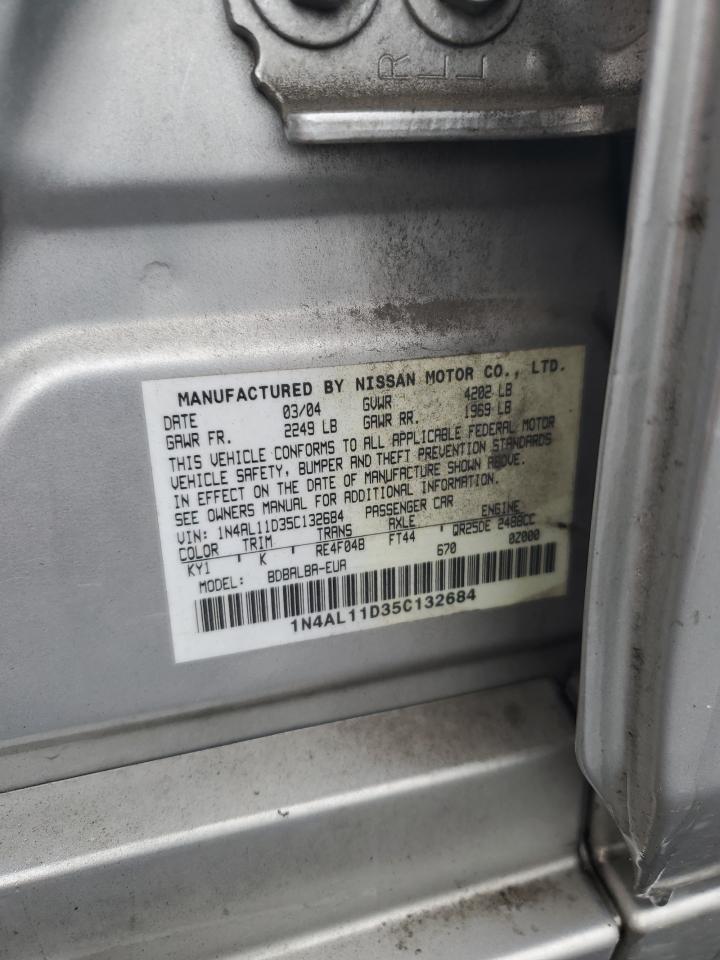 R
LL
MANUFACTURED BY NISSAN MOTOR CO., LTD.
DATE 03/04 GVWR 4202 LB
GAWR FR. 2249 LB GAWR RR. 1969 LB
THIS VEHICLE CONFORMS TO ALL APPLICABLE FEDERAL MOTOR
VEHICLE SAFETY, BUMPER AND THEFT PREVENTION STANDARDS
IN EFFECT ON THE DATE OF MANUFACTURE SHOWN ABOVE.
SEE OWNERS MANUAL FOR ADDITIONAL INFORMATION.
VIN: 1N4AL11D35C132684 PASSENGER CAR
COLOR TRIM TRANS AXLE ENGINE
KY1 K RE4F04B FT44 QR25DE 2488CC
MODEL: BDBALBA-EUA 670 0Z000
1N4AL11D35C132684